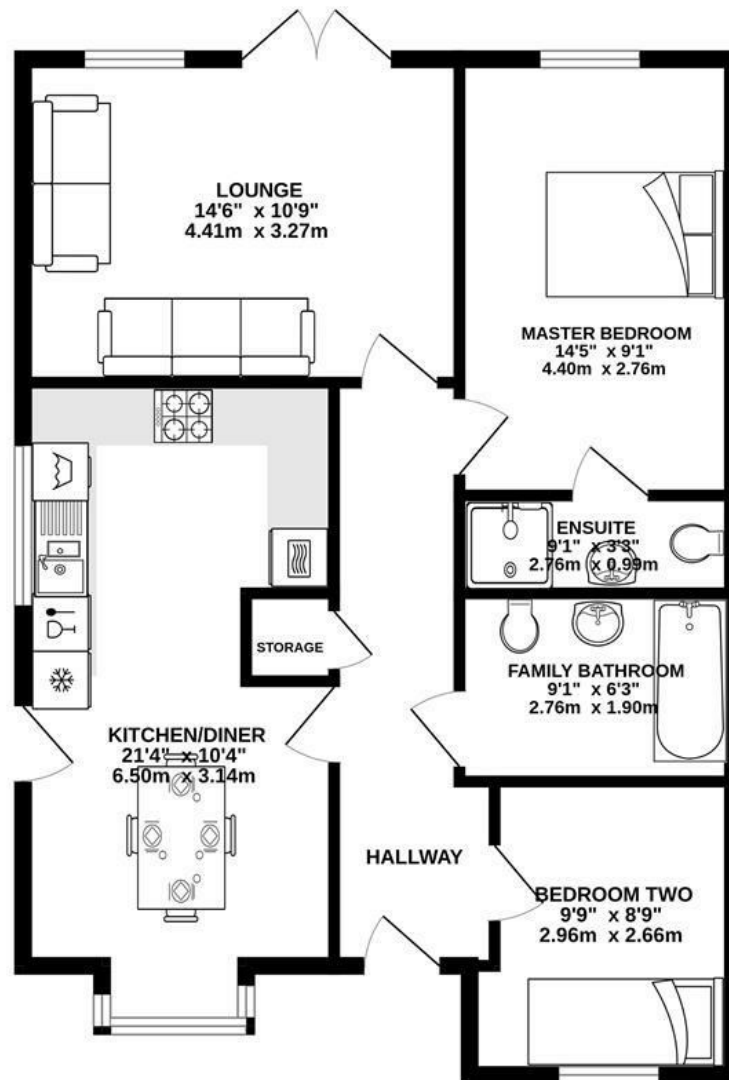 LOUNGE
14'6" x 10'9"
4.41m x 3.27m
MASTER BEDROOM
14'5" x 9'1"
4.40m x 2.76m
ENSUITE
9'1" x 3'3"
2.76m x 0.99m
STORAGE
FAMILY BATHROOM
9'1" x 6'3"
2.76m x 1.90m
KITCHEN/DINER
21'4" x 10'4"
6.50m x 3.14m
HALLWAY
BEDROOM TWO
9'9" x 8'9"
2.96m x 2.66m